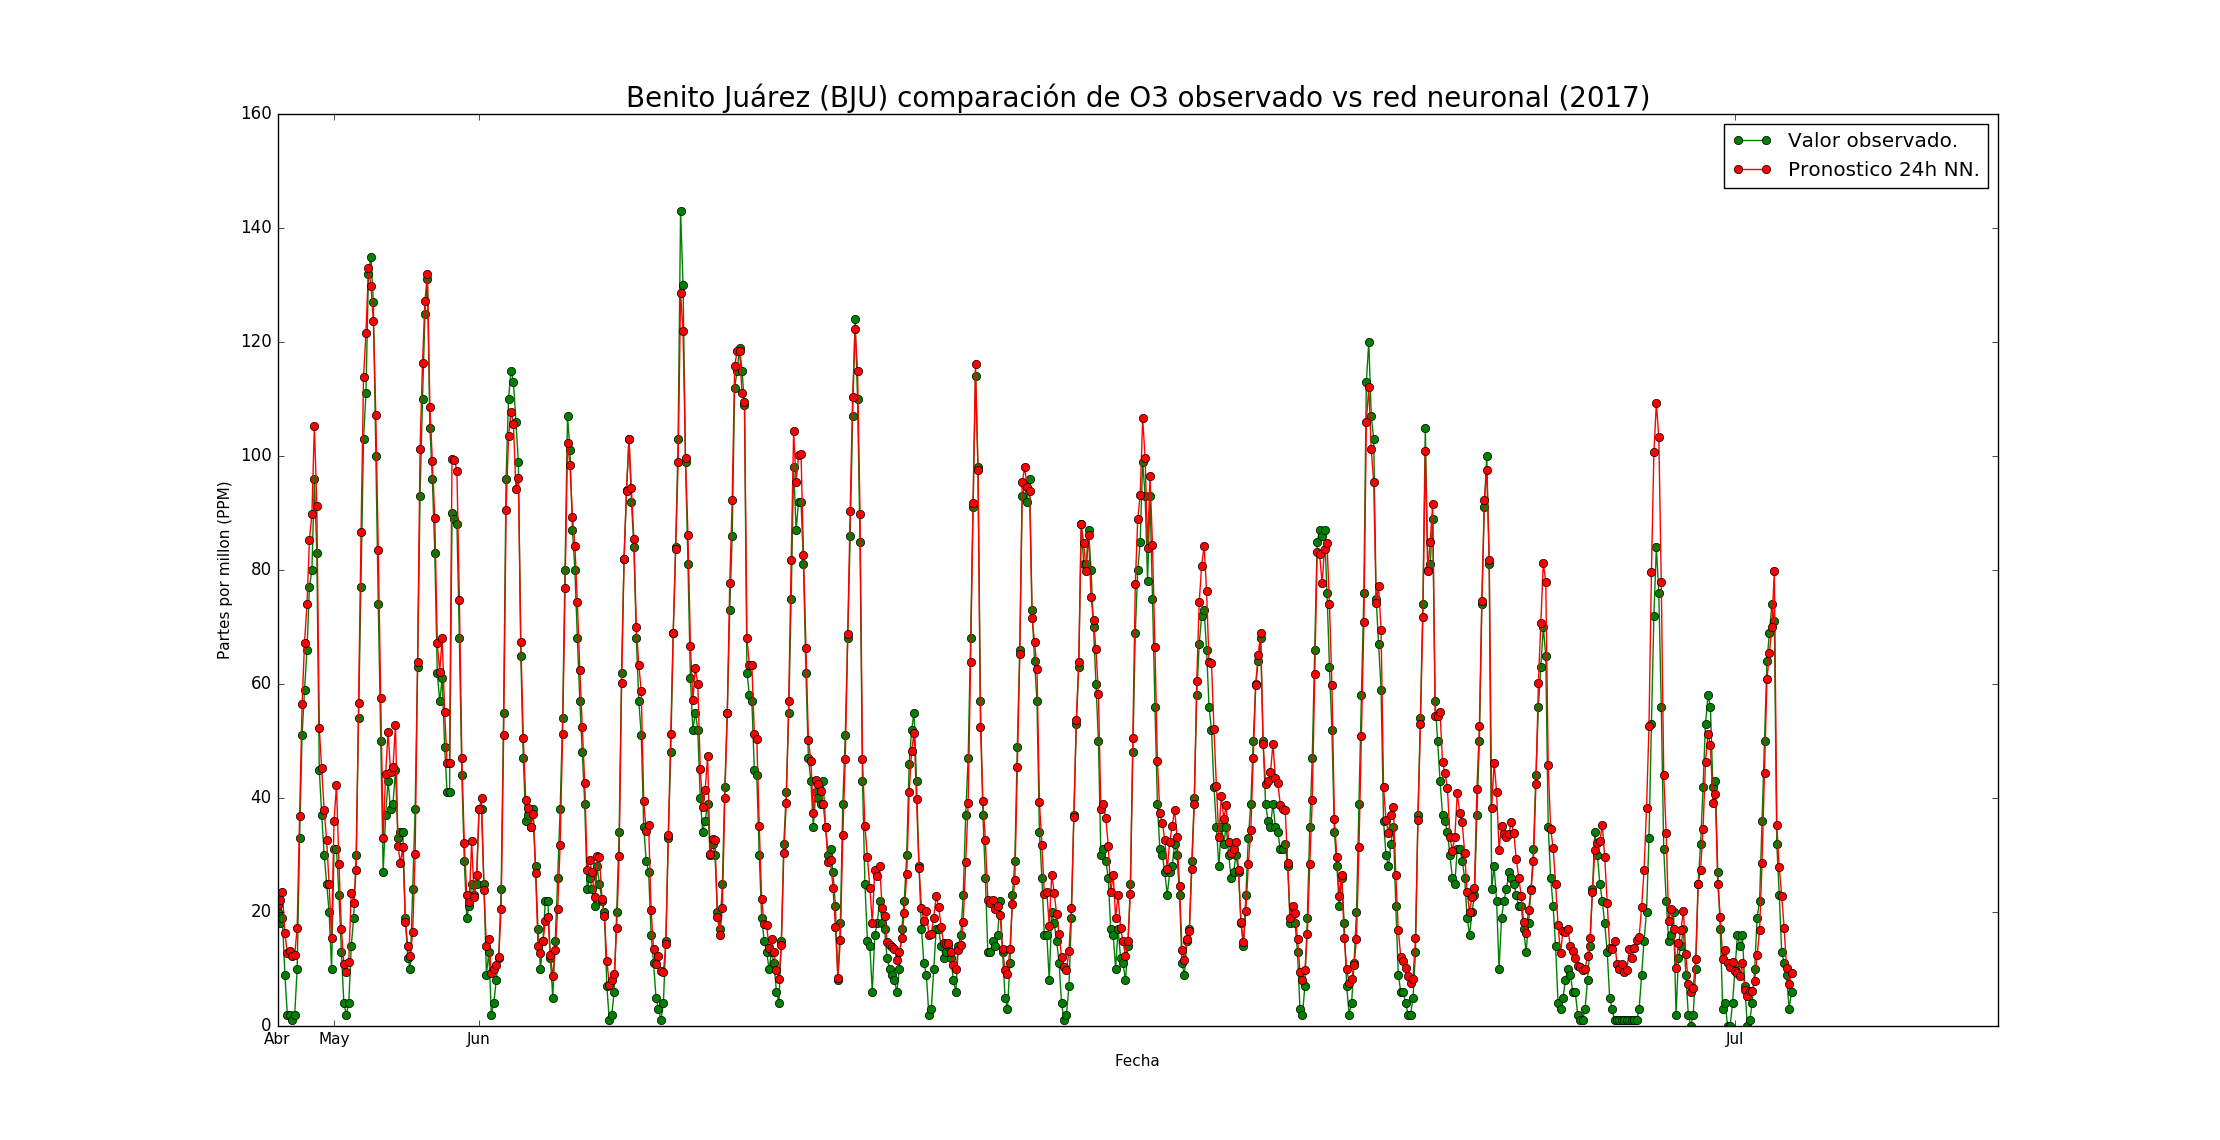 Benito Juárez (BJU) comparación de O3 observado vs red neuronal (2017)
160
140
120
100
80
60
40
20
0
Partes por millon (PPM)
Valor observado.
Pronostico 24h NN.
Abr May Jun Jul
Fecha